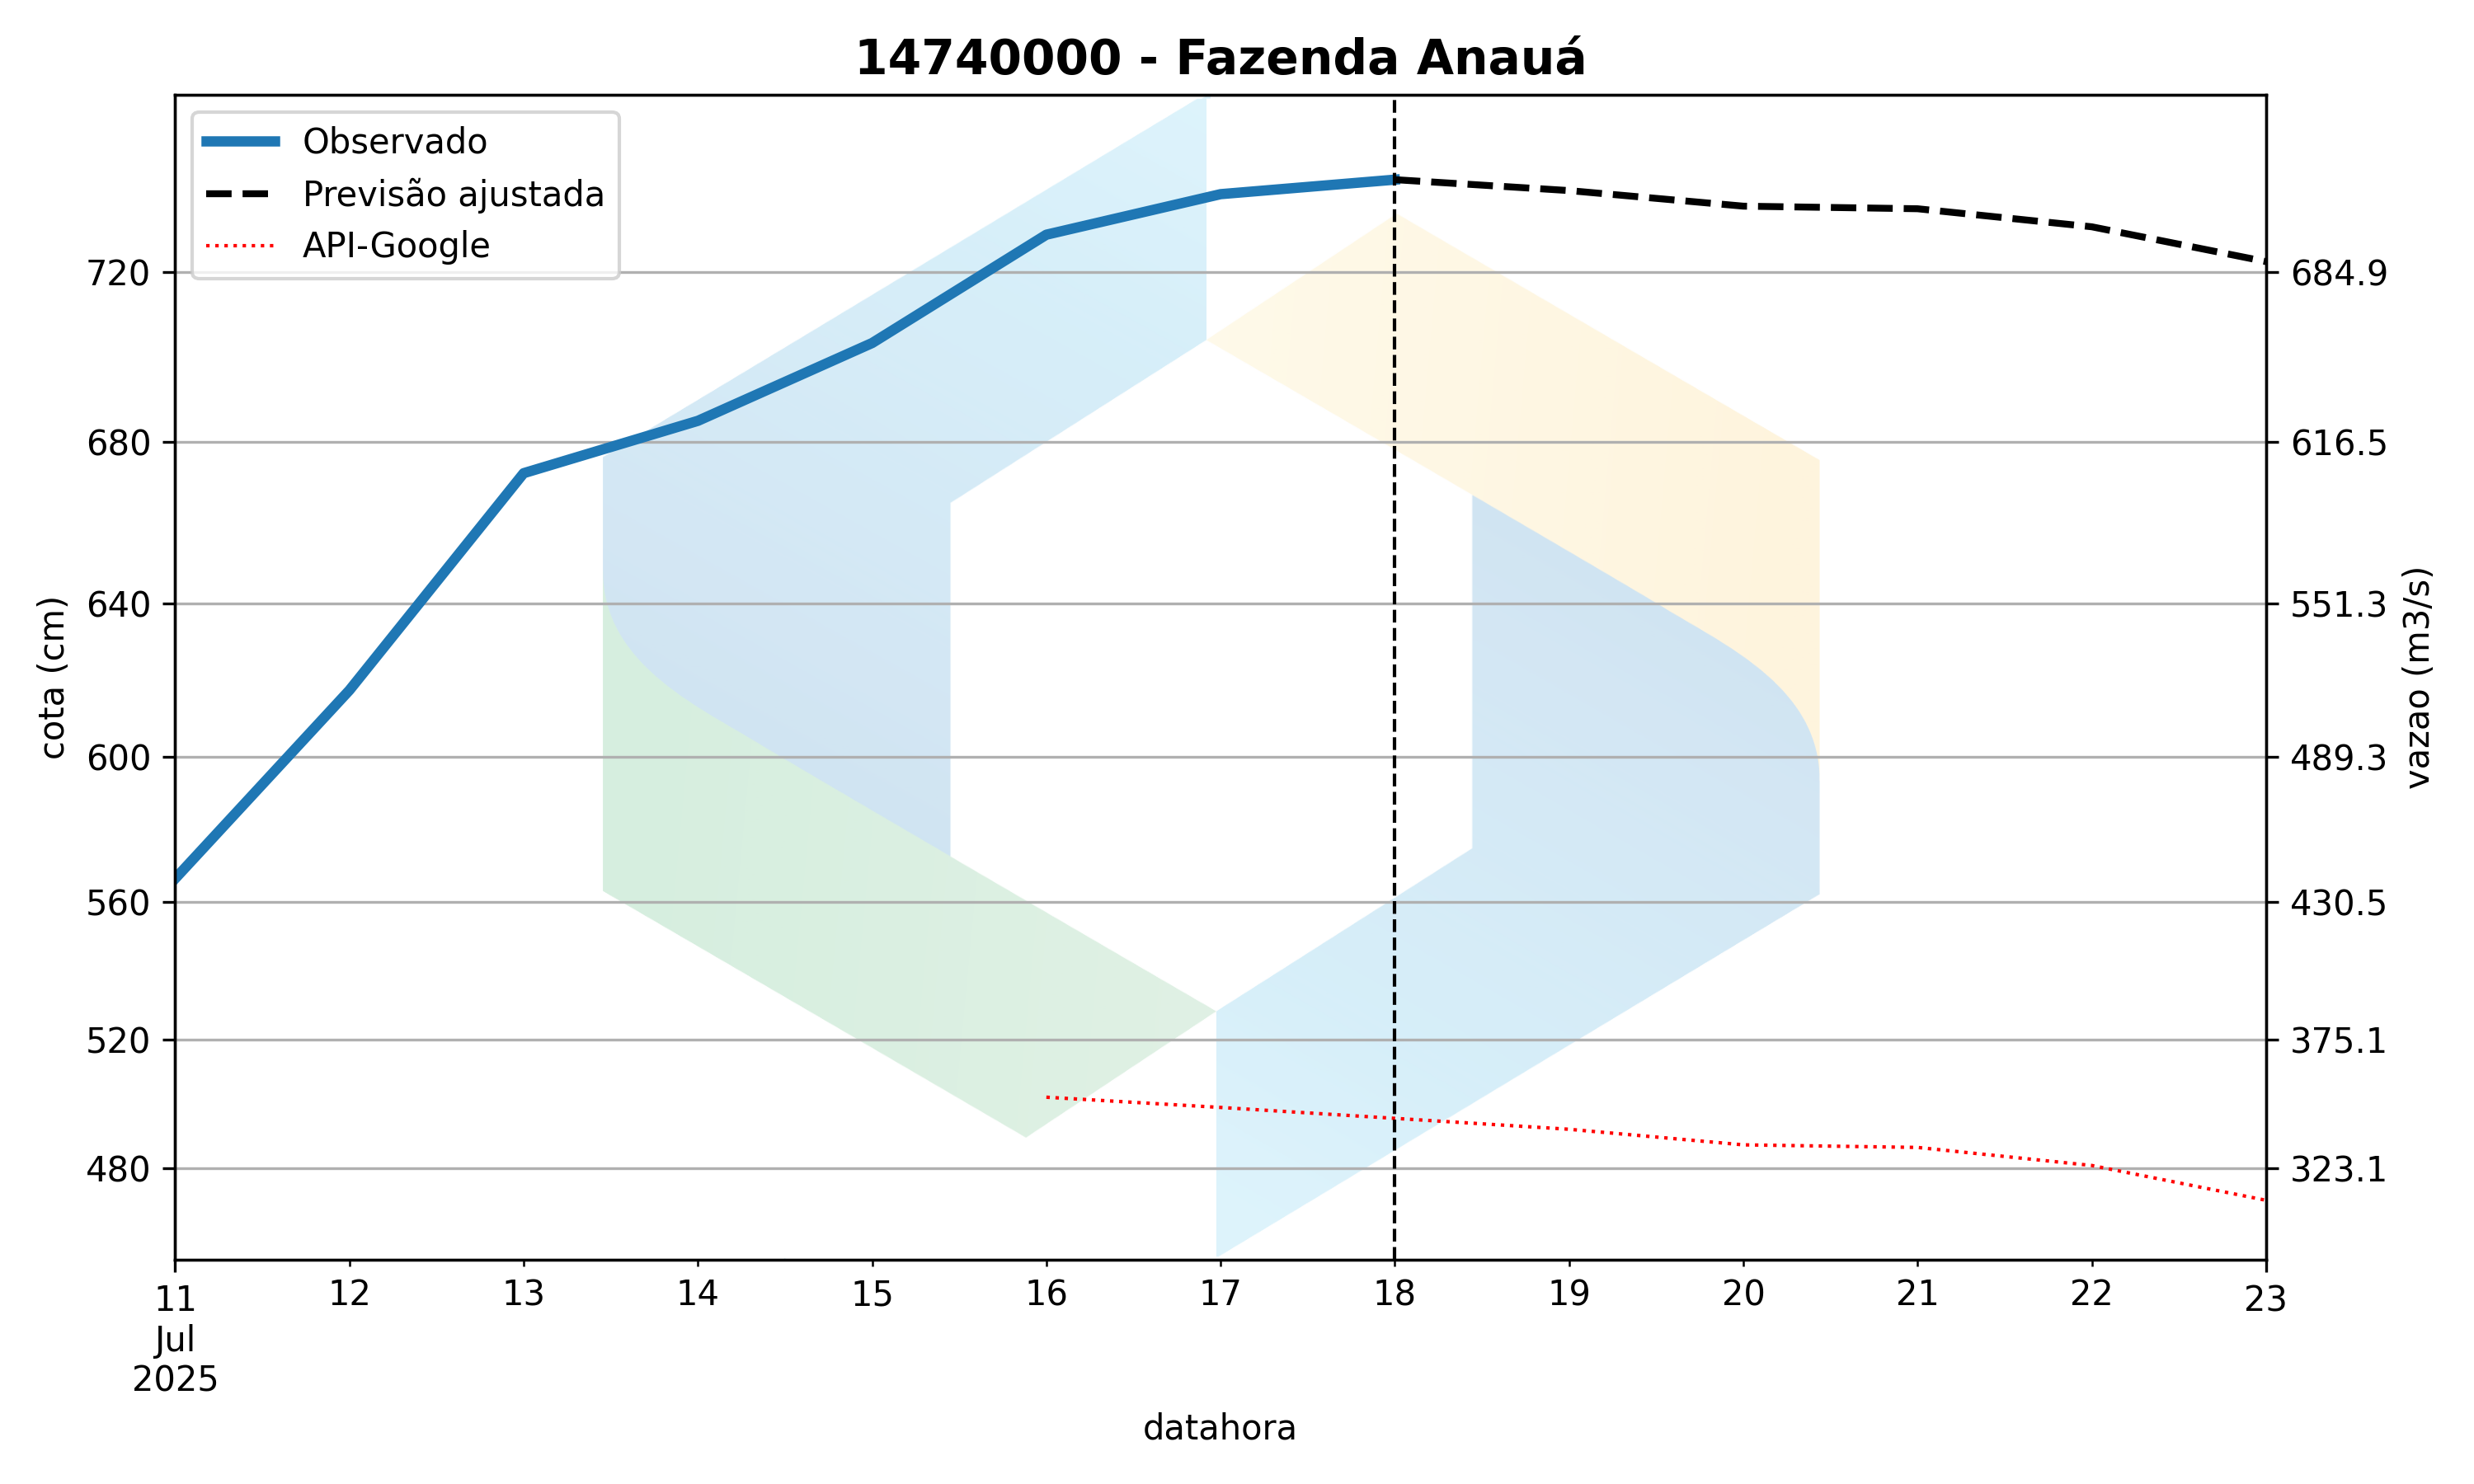 14740000 - Fazenda Anauá
Observado
Previsão ajustada
API-Google
720
680
640
600
560
520
480
cota (cm)
684.9
616.5
551.3
489.3
430.5
375.1
323.1
vazao (m3/s)
11 12 13 14 15 16 17 18 19 20 21 22 23
Jul
2025
datahora